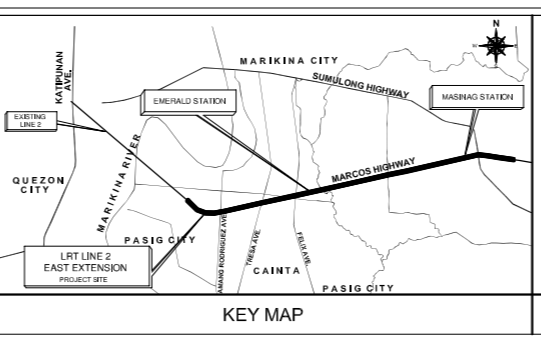 N
W
E
S
MARIKINA CITY
SUMULONG HIGHWAY
KATIPUNAN
AVE.
EMERALD STATION
MASINAG STATION
EXISTING
LINE 2
MARIKINA RIVER
MARCOS HIGHWAY
QUEZON
CITY
PASIG CITY
LRT LINE 2
EAST EXTENSION
PROJECT SITE
AMANG RODRIGUEZ AVE.
TRESA AVE.
FELIX AVE.
CAINTA
PASIG CITY
KEY MAP